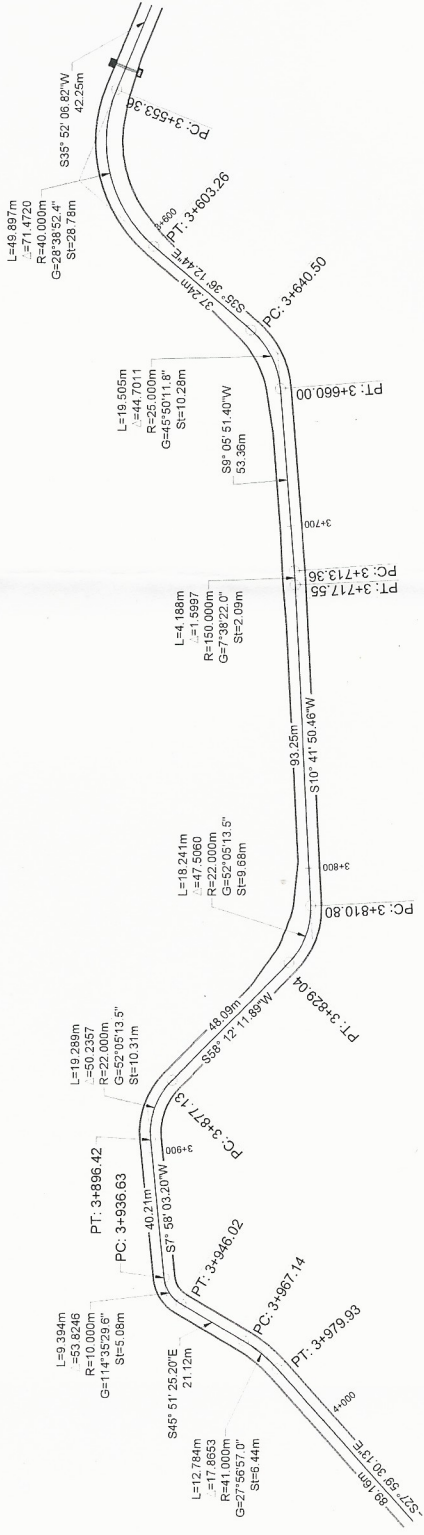 S35° 52' 06.82"W
42.25m
PC: 3+553.36
L=49.897m
△=71.4720
R=40.000m
G=28°38'52.4"
St=28.78m
3+600
PT: 3+603.26
S35° 36' 12.44"E
37.24m
PC: 3+640.50
L=19.505m
△=44.7011
R=25.000m
G=45°50'11.8"
St=10.28m
PT: 3+660.00
S9° 05' 51.40"W
53.36m
3+700
PC: 3+713.36
PT: 3+717.55
L=4.188m
△=1.5997
R=150.000m
G=7°38'22.0"
St=2.09m
93.25m
S10° 41' 50.46"W
L=18.241m
△=47.5060
R=22.000m
G=52°05'13.5"
St=9.68m
3+800
PC: 3+810.80
PT: 3+829.04
48.09m
S58° 12' 11.89"W
L=19.289m
△=50.2357
R=22.000m
G=52°05'13.5"
St=10.31m
PC: 3+877.13
3+900
PT: 3+896.42
PC: 3+936.63
40.21m
S7° 58' 03.20"W
L=9.394m
△=53.8246
R=10.000m
G=114°35'29.6"
St=5.08m
PT: 3+946.02
S45° 51' 25.20"E
21.12m
PC: 3+967.14
PT: 3+979.93
L=12.784m
△=17.8653
R=41.000m
G=27°56'57.0"
St=6.44m
4+000
89.16m
S27° 59' 30.13"E